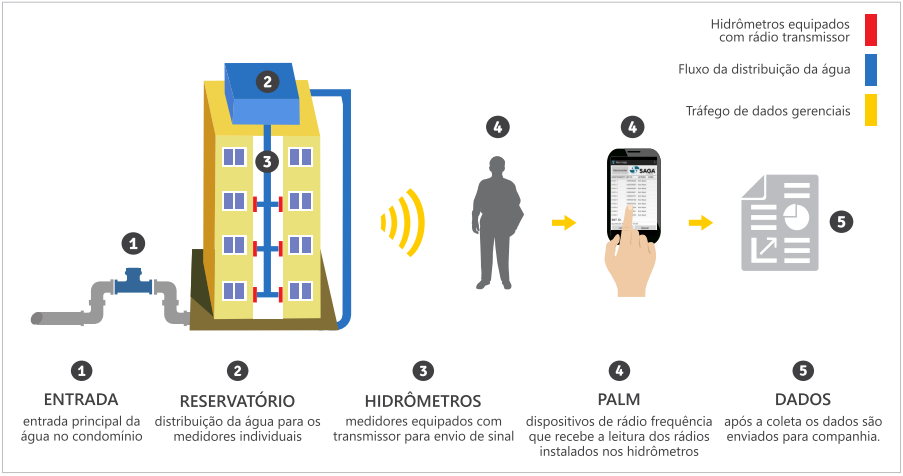 Hidrômetros equipados
com rádio transmissor
Fluxo da distribuição da água
Tráfego de dados gerenciais
2
3
4
4
SAGA
5
1
1
ENTRADA
entrada principal da
água no condomínio
2
RESERVATÓRIO
distribuição da água para os
medidores individuais
3
HIDRÔMETROS
medidores equipados com
transmissor para envio de sinal
4
PALM
dispositivos de rádio frequência
que recebe a leitura dos rádios
instalados nos hidrômetros
5
DADOS
após a coleta os dados são
enviados para companhia.